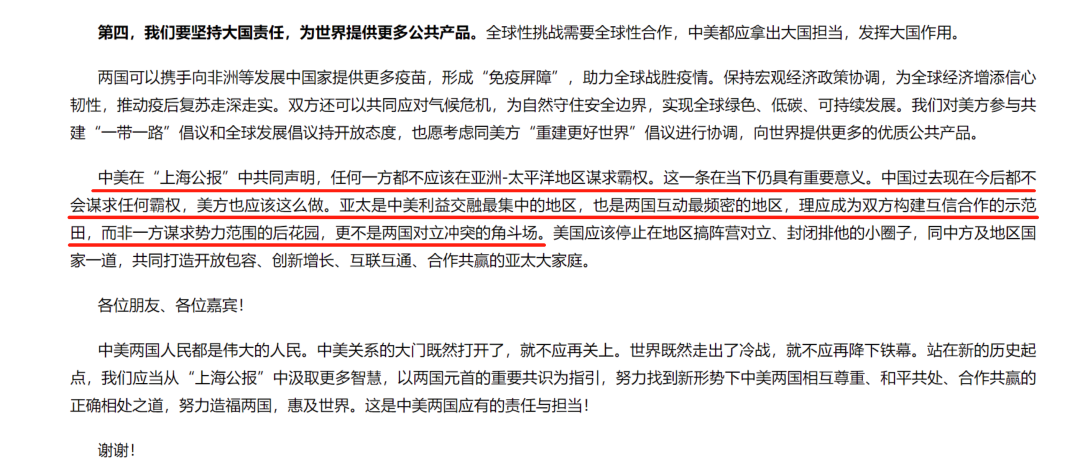 第四，我们要坚持大国责任，为世界提供更多公共产品。全球性挑战需要全球性合作，中美都应拿出大国担当，发挥大国作用。
两国可以携手向非洲等发展中国家提供更多疫苗，形成“免疫屏障”，助力全球战胜疫情。保持宏观经济政策协调，为全球经济增添信心
韧性，推动疫后复苏走深走实。双方还可以共同应对气候危机，为自然守住安全边界，实现全球绿色、低碳、可持续发展。我们对美方参与共
建“一带一路”倡议和全球发展倡议持开放态度，也愿考虑同美方“重建更好世界”倡议进行协调，向世界提供更多的优质公共产品。
中美在“上海公报”中共同声明，任何一方都不应该在亚洲-太平洋地区谋求霸权。这一条在当下仍具有重要意义。中国过去现在今后都不
会谋求任何霸权，美方也应该这么做。亚太是中美利益交融最集中的地区，也是两国互动最频密的地区，理应成为双方构建互信合作的示范
田，而非一方谋求势力范围的后花园，更不是两国对立冲突的角斗场。美国应该停止在地区搞阵营对立、封闭排他的小圈子，同中方及地区国
家一道，共同打造开放包容、创新增长、互联互通、合作共赢的亚太大家庭。
各位朋友、各位嘉宾！
中美两国人民都是伟大的人民。中美关系的大门既然打开了，就不应再关上。世界既然走出了冷战，就不应再降下铁幕。站在新的历史起
点，我们应当从“上海公报”中汲取更多智慧，以两国元首的重要共识为指引，努力找到新形势下中美两国相互尊重、和平共处、合作共赢的
正确相处之道，努力造福两国，惠及世界。这是中美两国应有的责任与担当！
谢谢！